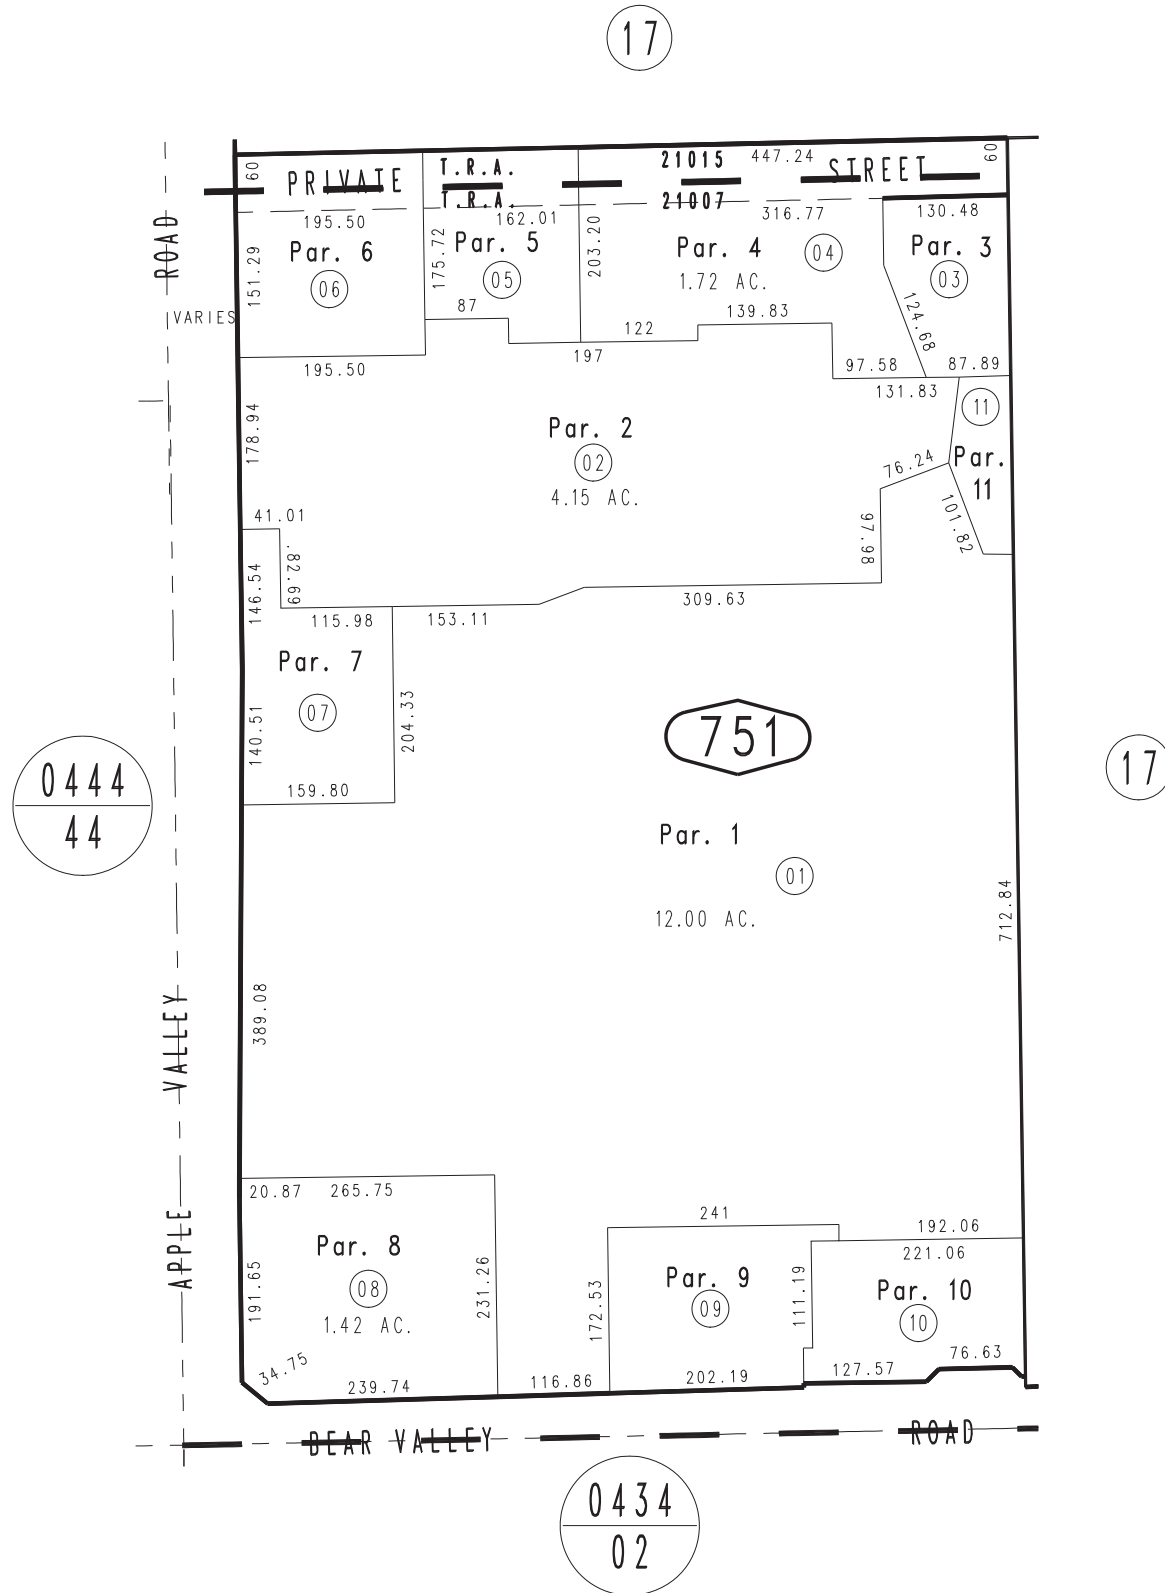 17
60
PRIVATE
T.R.A.
21015
447.24
STREET
60
T.R.A.
21007
195.50
162.01
316.77
130.48
ROAD
151.29
Par. 6
06
175.72
Par. 5
05
203.20
Par. 4
04
1.72 AC.
Par. 3
03
VARIES
87
122
139.83
124.68
195.50
197
97.58
87.89
131.83
11
178.94
Par. 2
02
4.15 AC.
76.24
Par.
11
41.01
97.98
101.82
146.54
.82.69
115.98
153.11
309.63
Par. 7
07
140.51
204.33
751
17
0444
44
159.80
Par. 1
01
12.00 AC.
712.84
389.08
VALLEY
20.87
265.75
241
192.06
221.06
APPLE
191.65
Par. 8
08
1.42 AC.
231.26
172.53
Par. 9
09
111.19
Par. 10
10
34.75
239.74
116.86
202.19
127.57
76.63
BEAR VALLEY
ROAD
0434
02